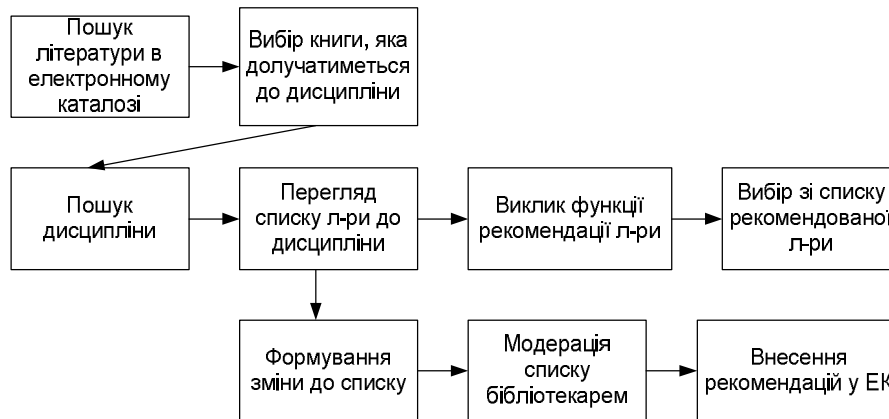 Пошук
літератури в
електронному
каталозі
Вибір книги, яка
долучатиметься
до дисципліни
Пошук
дисципліни
Перегляд
списку л-ри до
дисципліни
Виклик функції
рекомендації л-ри
Вибір зі списку
рекомендованої
л-ри
Формування
зміни до списку
Модерація
списку
бібліотекарем
Внесення
рекомендацій у ЕК